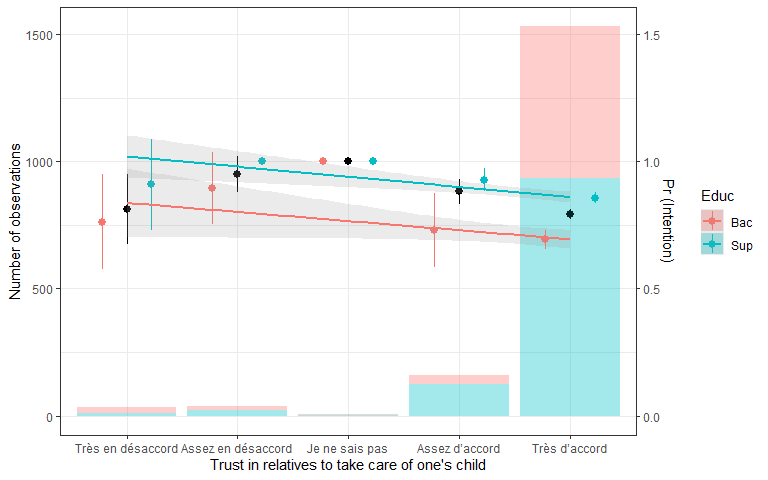 1500
1000
500
0
Number of observations
1.5
1.0
0.5
0.0
Pr (Intention)
Educ
Bac
Sup
Très en désaccord Assez en désaccord Je ne sais pas Assez d'accord Très d'accord
Trust in relatives to take care of one's child